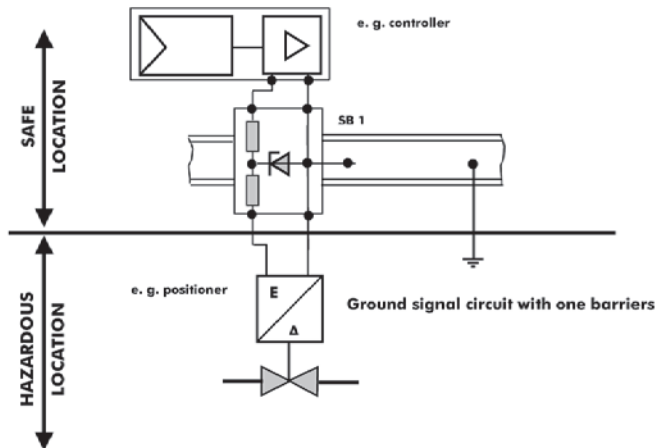 e. g. controller
SAFE
LOCATION
SB 1
HAZARDOUS
LOCATION
e. g. positioner
E
Δ
Ground signal circuit with one barriers